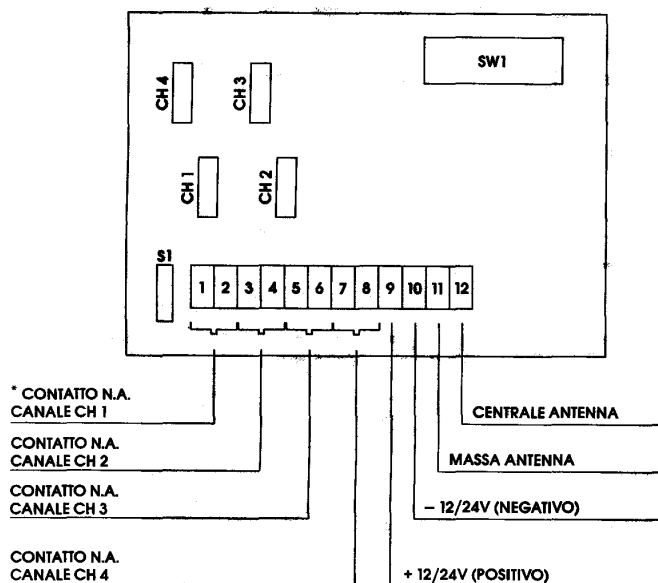 SW1
CH 4
CH 3
CH 1
CH 2
S1
1 2 3 4 5 6 7 8 9 10 11 12
* CONTATTO N.A.
CANALE CH 1
CONTATTO N.A.
CANALE CH 2
CONTATTO N.A.
CANALE CH 3
CONTATTO N.A.
CANALE CH 4
CENTRALE ANTENNA
MASSA ANTENNA
– 12/24V (NEGATIVO)
+ 12/24V (POSITIVO)